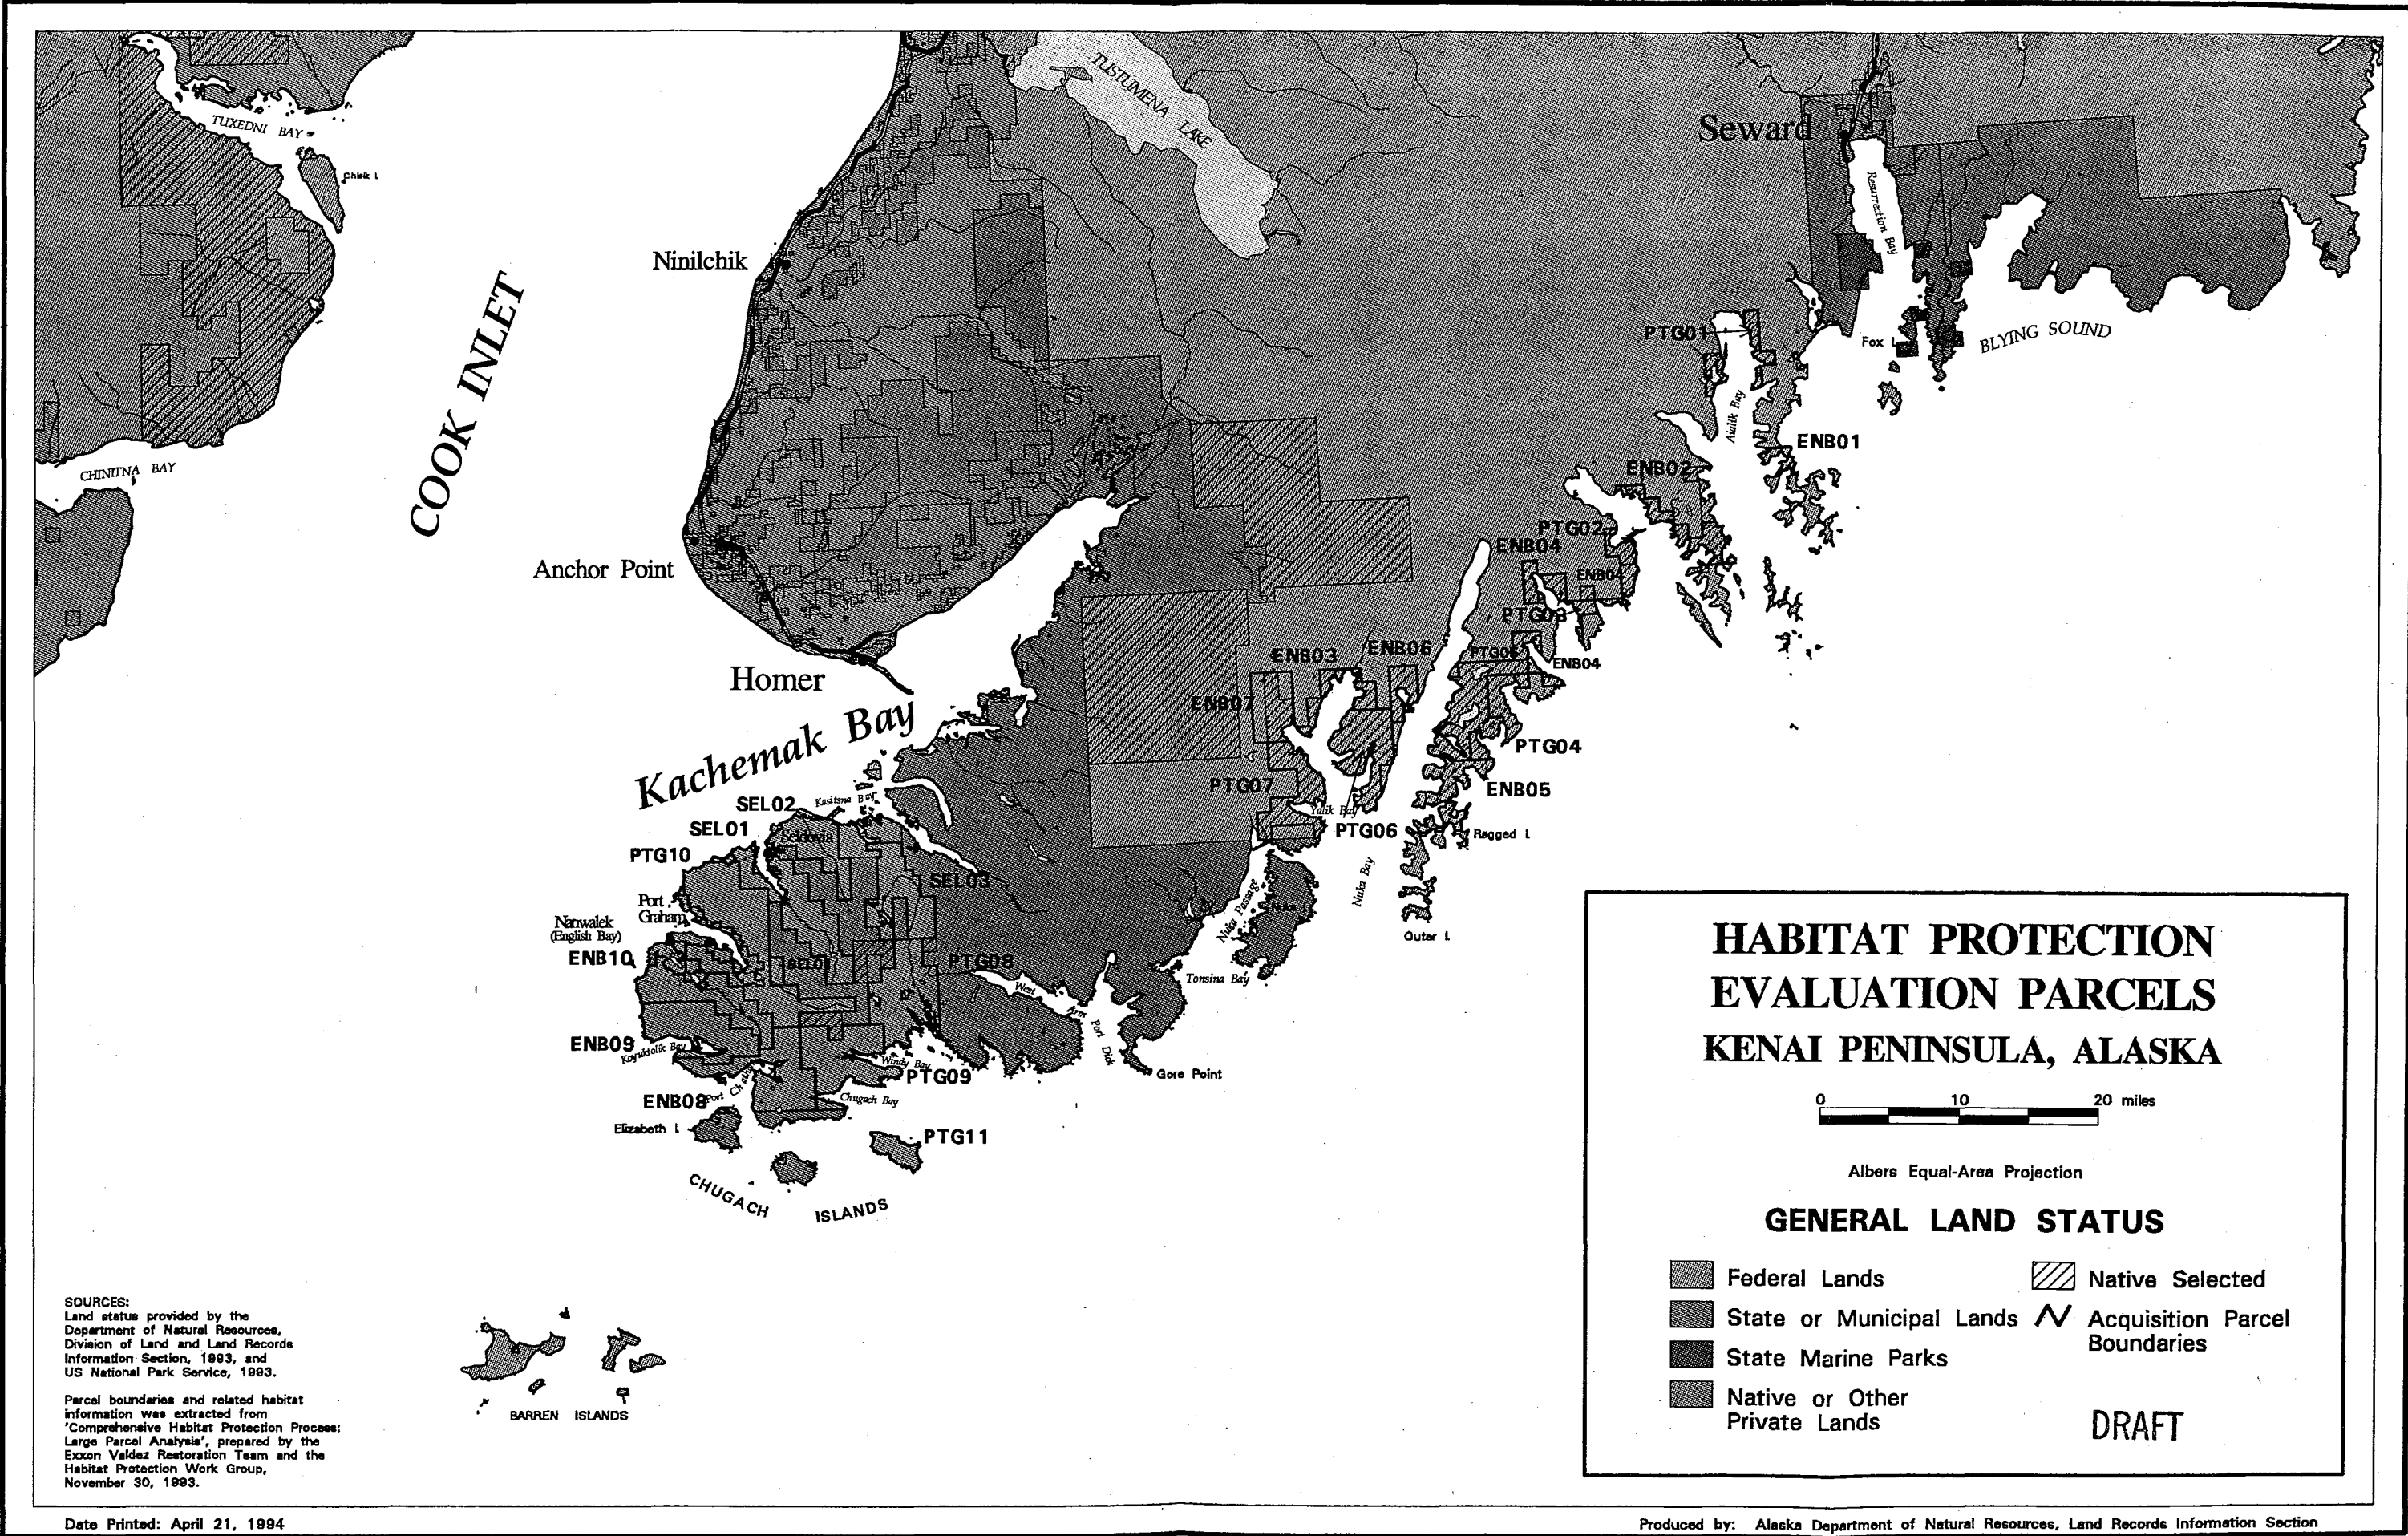 TUSTUMENA LAKE
Seward
TUXEDNI BAY
Chisik I.
Resurrection Bay
Ninilchik
COOK INLET
PTG01
Fox I.
BLYING SOUND
Aialik Bay
ENB01
CHINITNA BAY
ENB02
PTG02
ENB04
Anchor Point
ENB04
PTG03
ENB03
ENB06
ENB04
Homer
ENB07
Kachemak Bay
PTG04
PTG07
ENB05
SEL02
Kasitsna Bay
Yalik Bay
SEL01
Seldovia
PTG06
Ragged I.
PTG10
SEL03
Nuka Bay
Port
Graham
Nuka Passage
Nuka I.
Nanwalek
(English Bay)
Outer I.
ENB10
PTG08
Tonsina Bay
West Arm Port Dick
ENB09
Koyuktolik Bay
Windy Bay
PTG09
Gore Point
ENB08
Chugach Bay
Elizabeth I.
PTG11
CHUGACH ISLANDS
BARREN ISLANDS
HABITAT PROTECTION
EVALUATION PARCELS
KENAI PENINSULA, ALASKA
0 10 20 miles
Albers Equal-Area Projection
GENERAL LAND STATUS
Federal Lands
Native Selected
State or Municipal Lands
Acquisition Parcel
Boundaries
State Marine Parks
Native or Other
Private Lands
DRAFT
SOURCES:
Land status provided by the
Department of Natural Resources,
Division of Land and Land Records
Information Section, 1993, and
US National Park Service, 1993.
Parcel boundaries and related habitat
information was extracted from
'Comprehensive Habitat Protection Process:
Large Parcel Analysis', prepared by the
Exxon Valdez Restoration Team and the
Habitat Protection Work Group,
November 30, 1993.
Date Printed: April 21, 1994
Produced by: Alaska Department of Natural Resources, Land Records Information Section